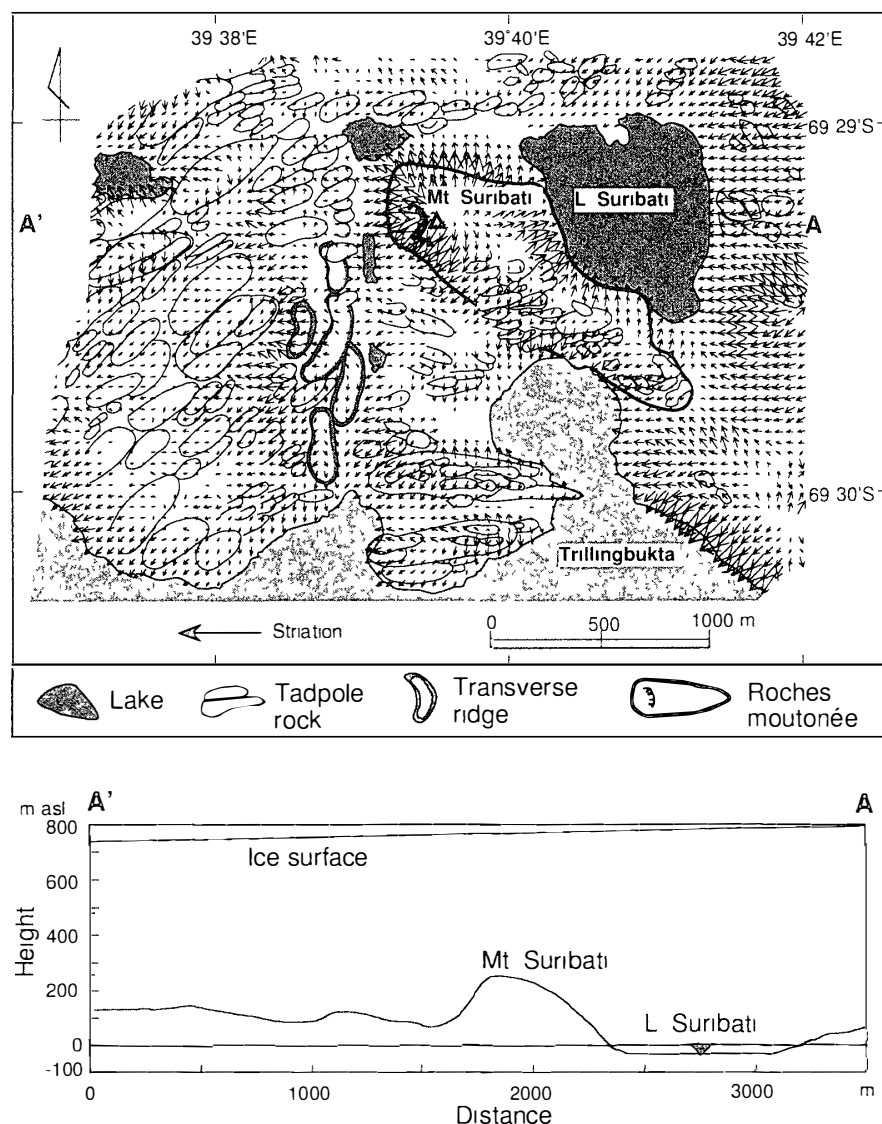 39 38'E 39°40'E 39 42'E
69 29'S
Mt Suribati L Suribati
A' A
69 30'S
Trillingbukta
Striation
0 500 1000 m
Lake Tadpole rock Transverse ridge Roches moutonée
A' A
m asl
800
Ice surface
600
Height
400
Mt Suribati
200
L Suribati
0
-100
0 1000 2000 3000 m
Distance